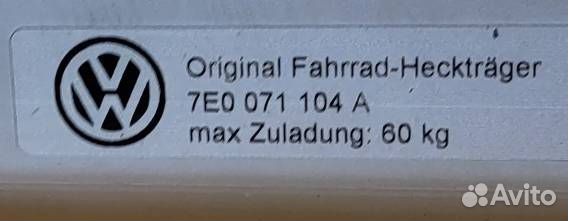 Original Fahrrad-Heckträger
7E0 071 104 A
max Zuladung: 60 kg
Avito